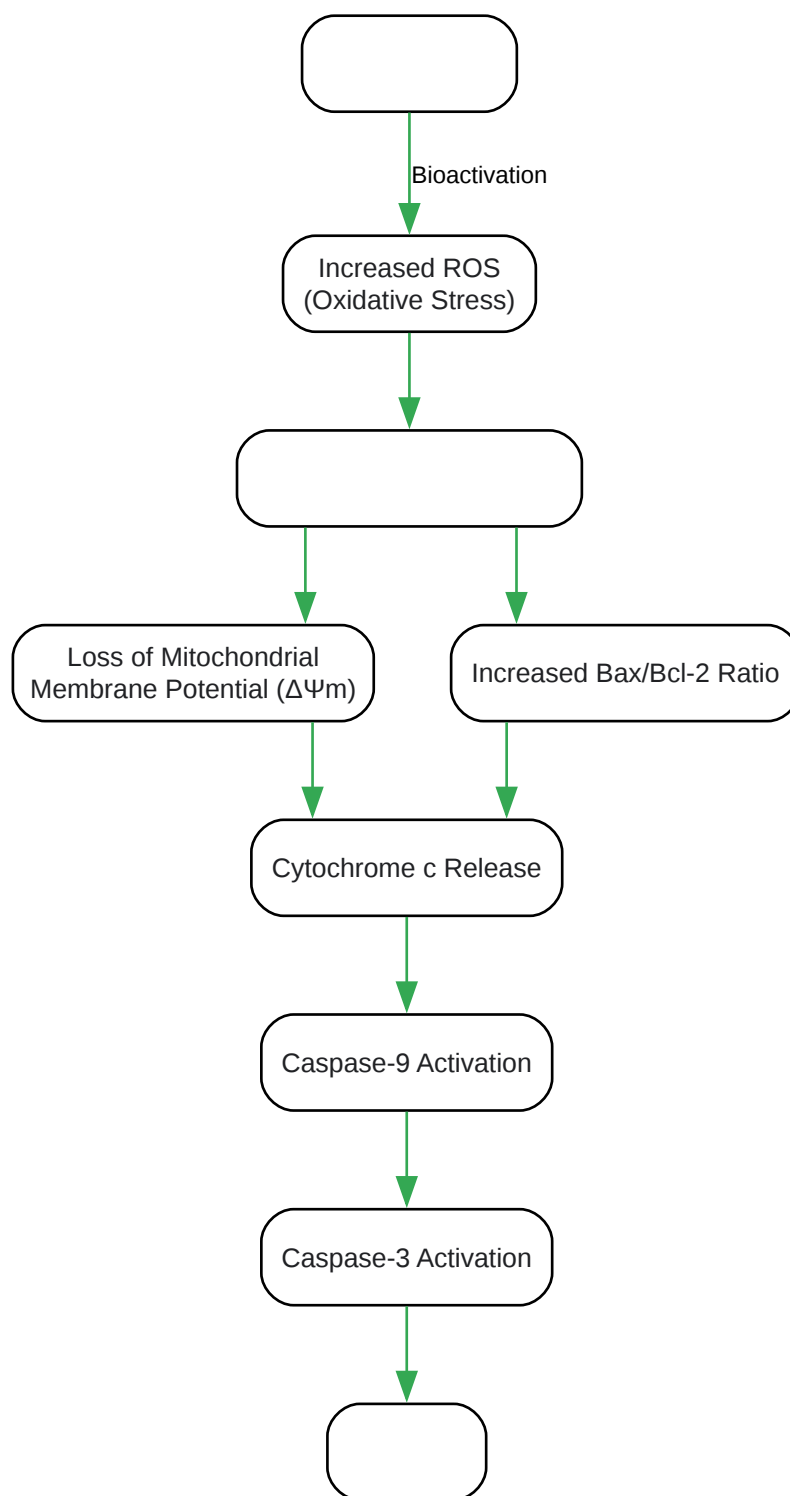 Bioactivation
Increased ROS
(Oxidative Stress)
Loss of Mitochondrial
Membrane Potential (ΔΨm)
Increased Bax/Bcl-2 Ratio
Cytochrome c Release
Caspase-9 Activation
Caspase-3 Activation